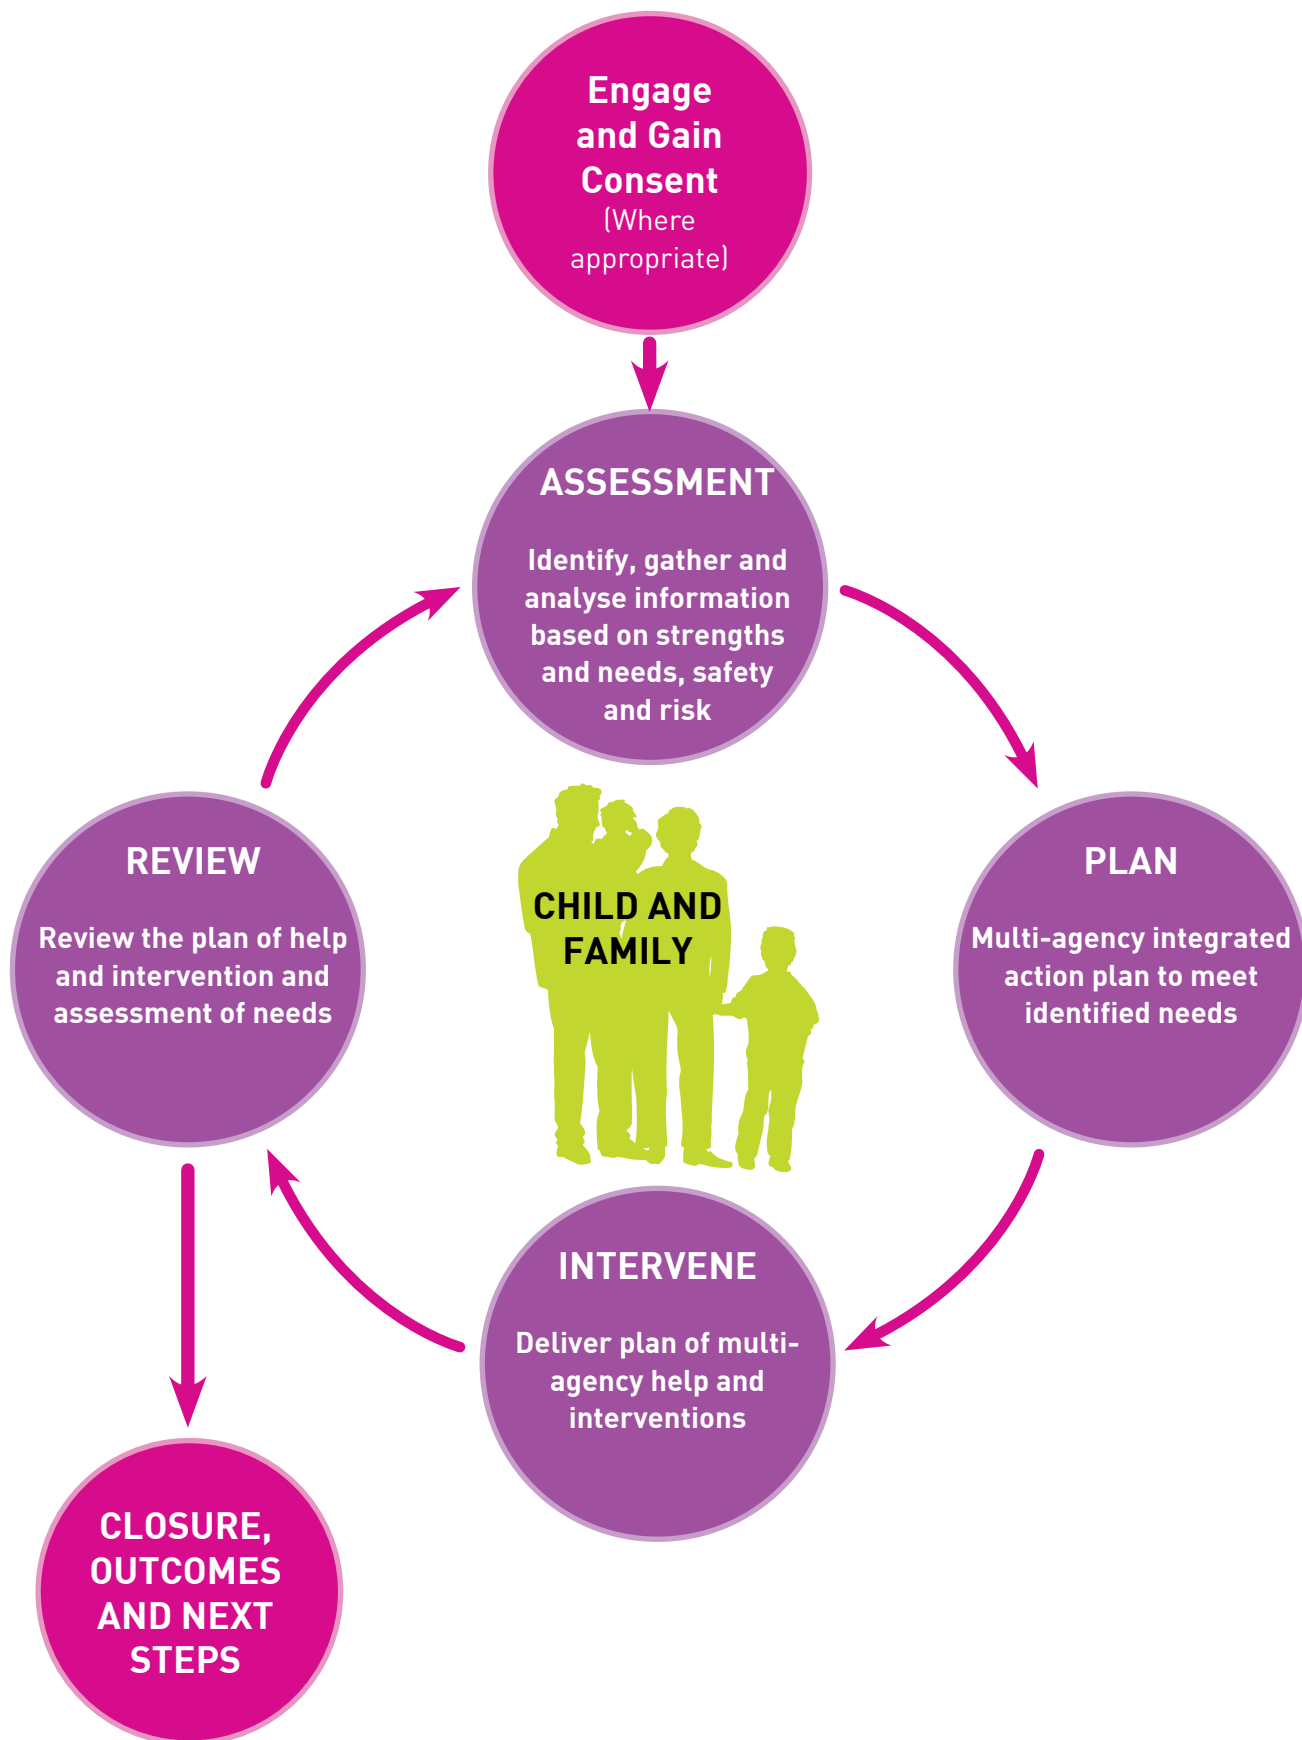 Engage
and Gain
Consent
(Where
appropriate)
ASSESSMENT
Identify, gather and
analyse information
based on strengths
and needs, safety
and risk
PLAN
Multi-agency integrated
action plan to meet
identified needs
INTERVENE
Deliver plan of multi-
agency help and
interventions
REVIEW
Review the plan of help
and intervention and
assessment of needs
CHILD AND
FAMILY
CLOSURE,
OUTCOMES
AND NEXT
STEPS